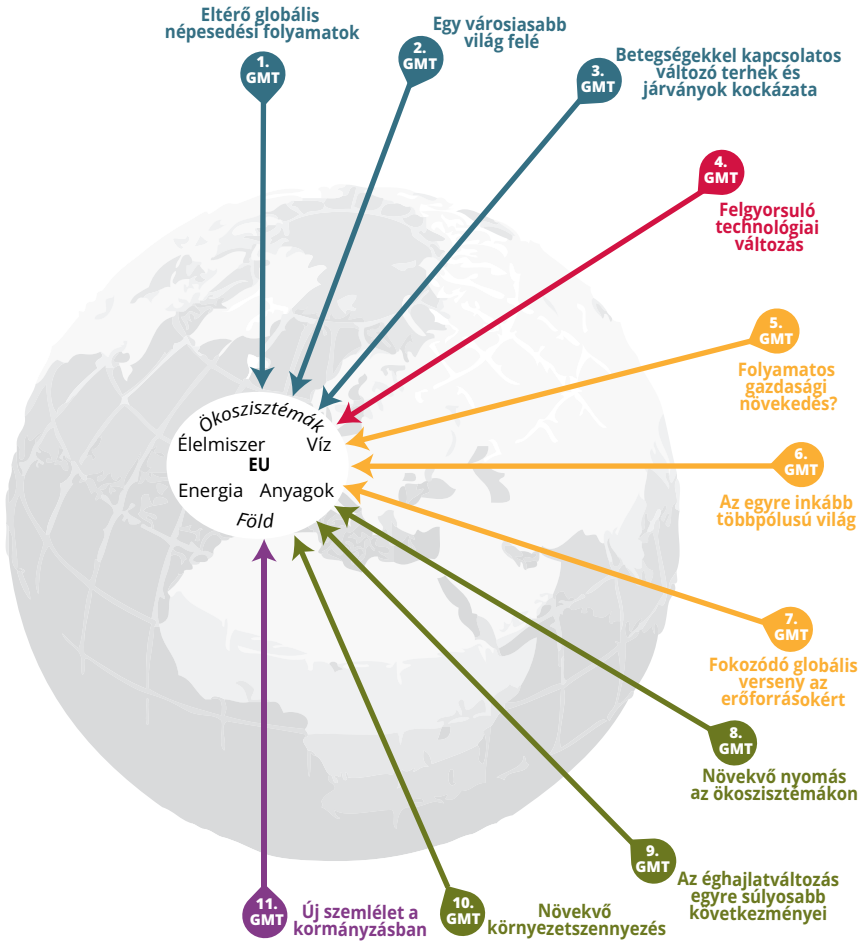 Eltérő globális
népesedési folyamatok
1.
GMT
Egy városiasabb
világ felé
2.
GMT
Betegségekkel kapcsolatos
változó terhek és
járványok kockázata
3.
GMT
4.
GMT
Felgyorsuló
technológiai
változás
5.
GMT
Folyamatos
gazdasági
növekedés?
6.
GMT
Az egyre inkább
többpólusú világ
7.
GMT
Fokozódó globális
verseny az
erőforrásokért
8.
GMT
Növekvő nyomás
az ökoszisztémákon
9.
GMT
Az éghajlatváltozás
egyre súlyosabb
következményei
10.
GMT
Növekvő
környezetszennyezés
11.
GMT
Új szemlélet a
kormányzásban
Ökoszisztémák
Élelmiszer Víz
EU
Energia Anyagok
Föld